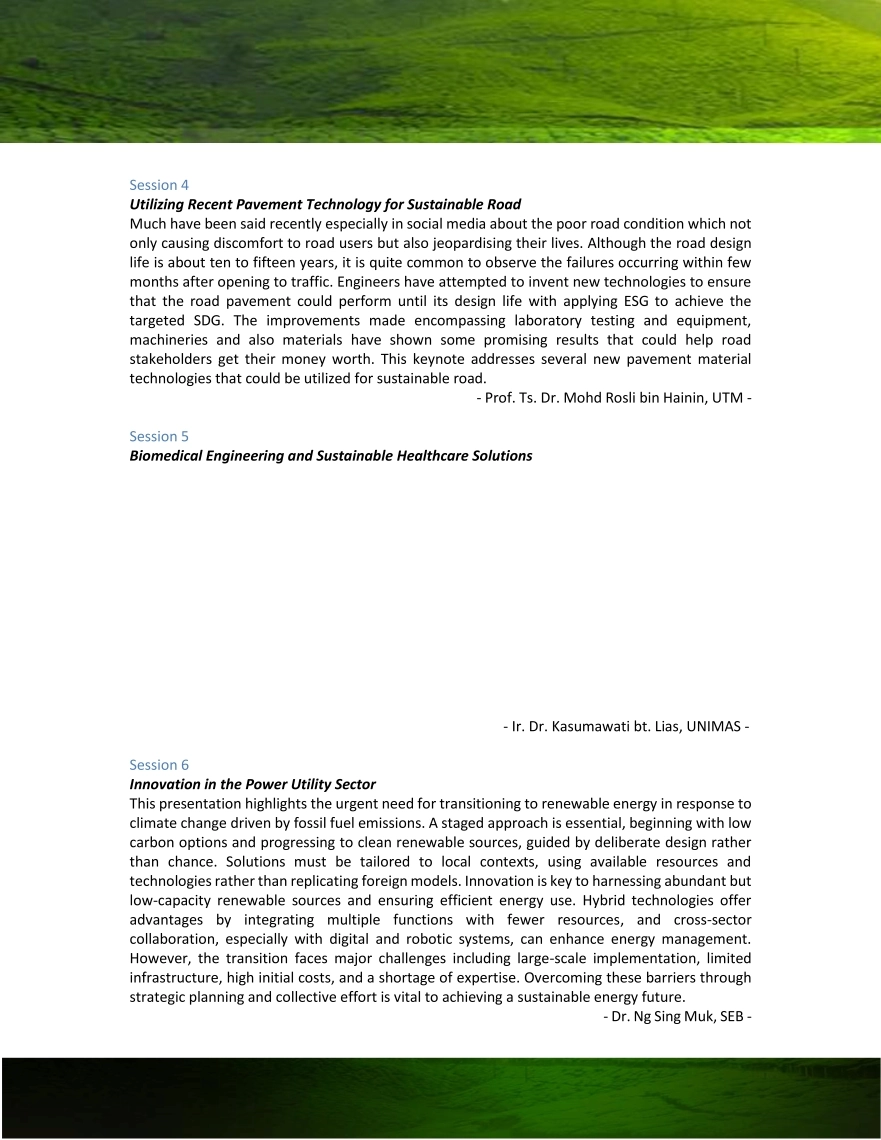 Session 4
Utilizing Recent Pavement Technology for Sustainable Road
Much have been said recently especially in social media about the poor road condition which not
only causing discomfort to road users but also jeopardising their lives. Although the road design
life is about ten to fifteen years, it is quite common to observe the failures occurring within few
months after opening to traffic. Engineers have attempted to invent new technologies to ensure
that the road pavement could perform until its design life with applying ESG to achieve the
targeted SDG. The improvements made encompassing laboratory testing and equipment,
machineries and also materials have shown some promising results that could help road
stakeholders get their money worth. This keynote addresses several new pavement material
technologies that could be utilized for sustainable road.
- Prof. Ts. Dr. Mohd Rosli bin Hainin, UTM -
Session 5
Biomedical Engineering and Sustainable Healthcare Solutions
- Ir. Dr. Kasumawati bt. Lias, UNIMAS -
Session 6
Innovation in the Power Utility Sector
This presentation highlights the urgent need for transitioning to renewable energy in response to
climate change driven by fossil fuel emissions. A staged approach is essential, beginning with low
carbon options and progressing to clean renewable sources, guided by deliberate design rather
than chance. Solutions must be tailored to local contexts, using available resources and
technologies rather than replicating foreign models. Innovation is key to harnessing abundant but
low-capacity renewable sources and ensuring efficient energy use. Hybrid technologies offer
advantages by integrating multiple functions with fewer resources, and cross-sector
collaboration, especially with digital and robotic systems, can enhance energy management.
However, the transition faces major challenges including large-scale implementation, limited
infrastructure, high initial costs, and a shortage of expertise. Overcoming these barriers through
strategic planning and collective effort is vital to achieving a sustainable energy future.
- Dr. Ng Sing Muk, SEB -